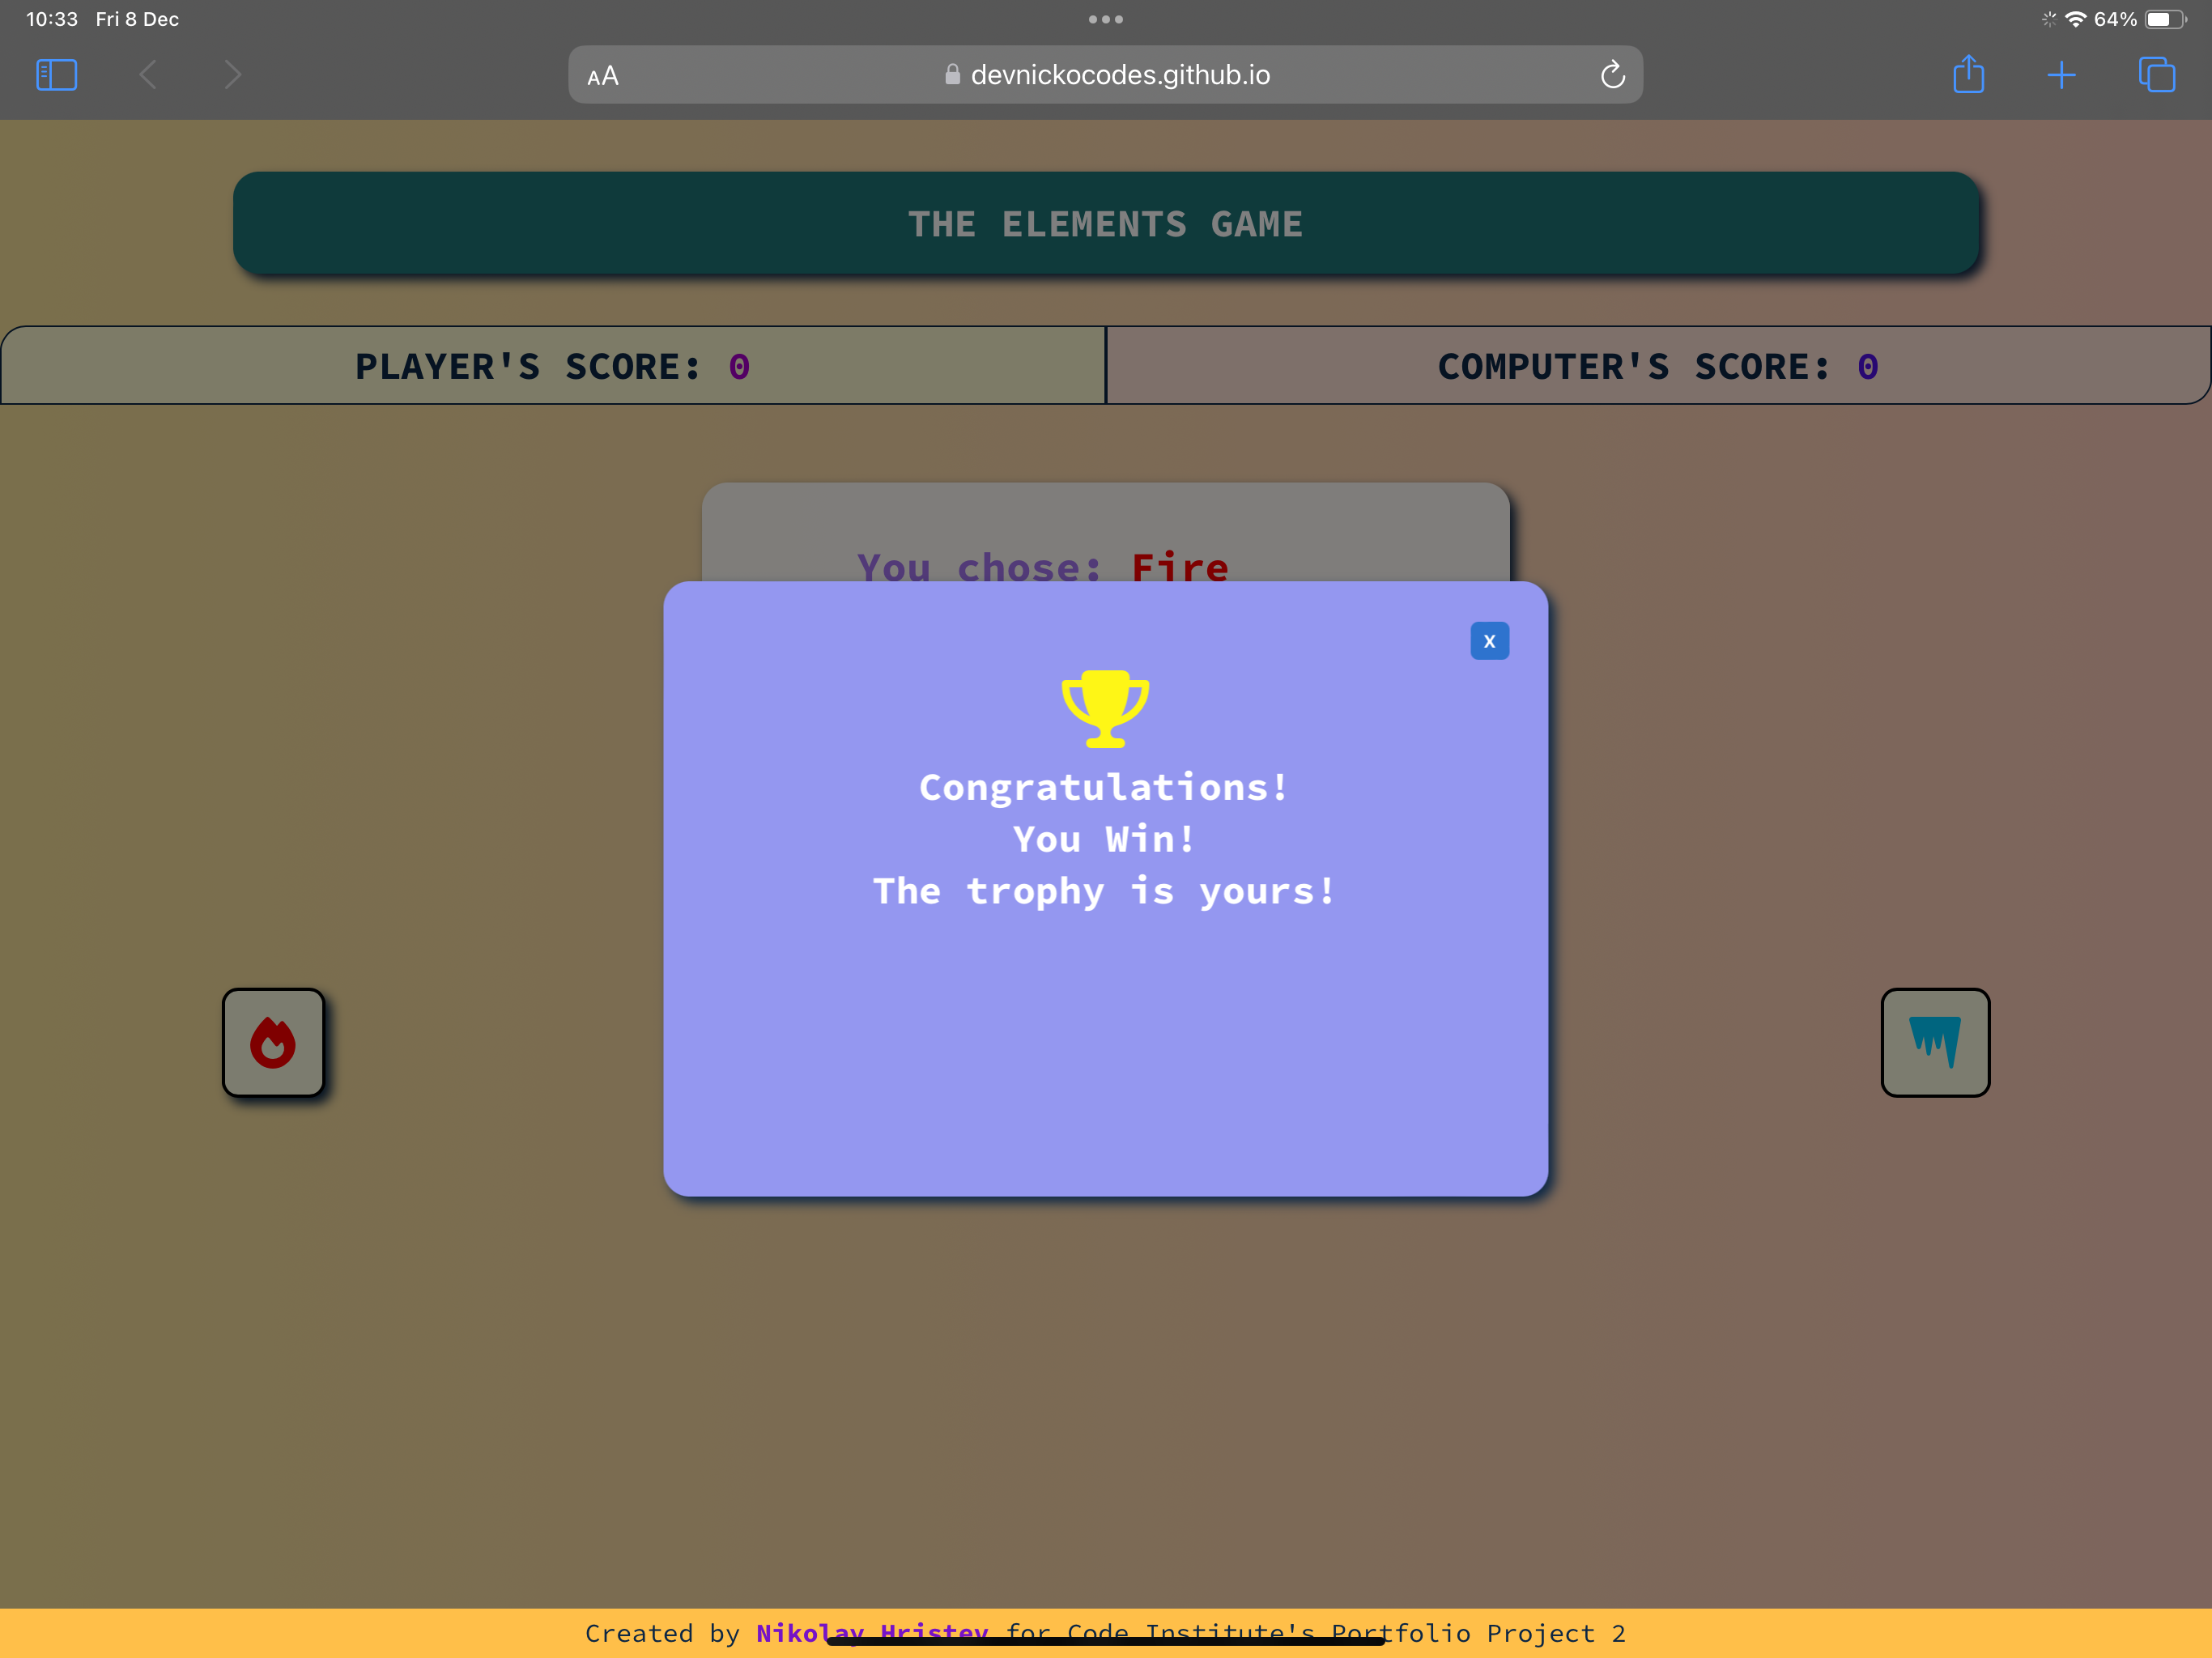 10:33 Fri 8 Dec
64%
AA
devnickocodes.github.io
THE ELEMENTS GAME
PLAYER'S SCORE: 0
COMPUTER'S SCORE: 0
You chose: Fire
X
Congratulations!
You Win!
The trophy is yours!
Created by Nikolay Hristev for Code Institute's Portfolio Project 2